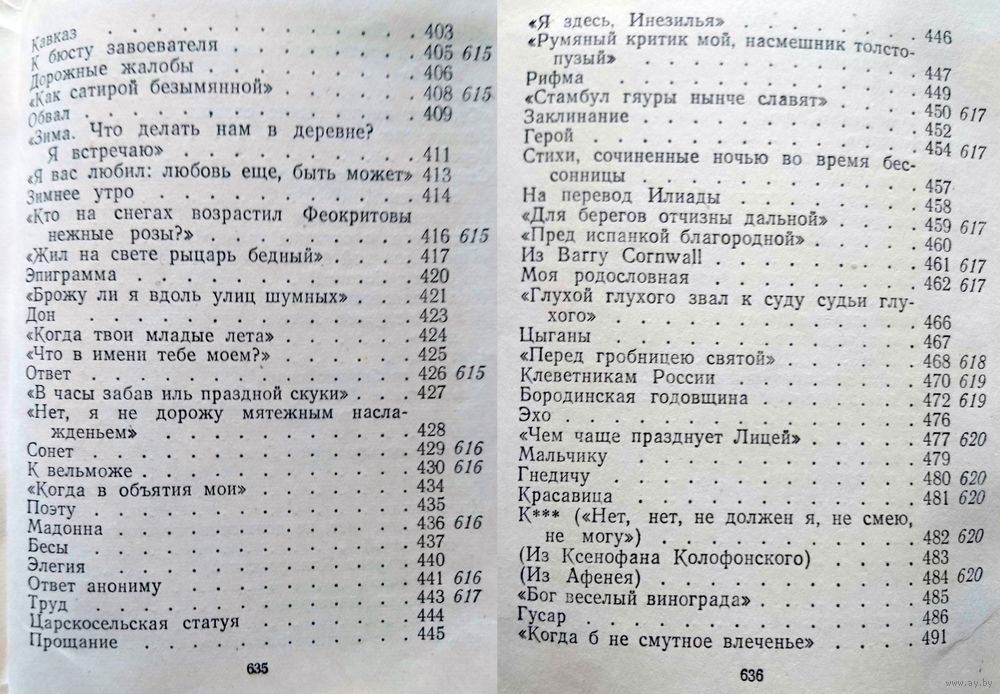 Кавказ . . . . . . . . . . . . . 403
К бюсту завоевателя . . . . . . . 405 615
Дорожные жалобы . . . . . . . . . 406
«Как сатирой безымянной» . . . . . 408 615
Обвал . . . . . . . . . . . . . . 409
«Зима. Что делать нам в деревне?
Я встречаю» . . . . . . . . . . 411
«Я вас любил: любовь еще, быть может» 413
Зимнее утро . . . . . . . . . . . 414
«Кто на снегах возрастил Феокритовы
нежные розы?» . . . . . . . . . 416 615
«Жил на свете рыцарь бедный» . . . . 417
Эпиграмма . . . . . . . . . . . . 420
«Брожу ли я вдоль улиц шумных» . . . 421
Дон . . . . . . . . . . . . . . . 423
«Когда твои младые лета» . . . . . . 424
«Что в имени тебе моем?» . . . . . . 425
Ответ . . . . . . . . . . . . . . 426 615
«В часы забав иль праздной скуки» . . . 427
«Нет, я не дорожу мятежным насла-
жденьем» . . . . . . . . . . . 428
Сонет . . . . . . . . . . . . . . 429 616
К вельможе . . . . . . . . . . . . 430 616
«Когда в объятия мои» . . . . . . . 434
Поэту . . . . . . . . . . . . . . 435
Мадонна . . . . . . . . . . . . . 436 616
Бесы . . . . . . . . . . . . . . 437
Элегия . . . . . . . . . . . . . . 440
Ответ анониму . . . . . . . . . . 441 616
Труд . . . . . . . . . . . . . . 443 617
Царскосельская статуя . . . . . . . 444
Прощание . . . . . . . . . . . . 445
635
«Я здесь, Инезилья» . . . . . . . . 446
«Румяный критик мой, насмешник толсто-
пузый» . . . . . . . . . . . . 447
Рифма . . . . . . . . . . . . . . 449
«Стамбул гяуры нынче славят» . . . . 450 617
Заклинание . . . . . . . . . . . . 452
Герой . . . . . . . . . . . . . . 454 617
Стихи, сочиненные ночью во время бес-
сонницы . . . . . . . . . . . . 457
На перевод Илиады . . . . . . . . . 458
«Для берегов отчизны дальной» . . . . 459 617
«Пред испанкой благородной» . . . . . 460
Из Barry Cornwall . . . . . . . . . 461 617
Моя родословная . . . . . . . . . . 462 617
«Глухой глухого звал к суду судьи глу-
хого» . . . . . . . . . . . . . 466
Цыганы . . . . . . . . . . . . . 467
«Перед гробницею святой» . . . . . . 468 618
Клеветникам России . . . . . . . . 470 619
Бородинская годовщина . . . . . . . 472 619
Эхо . . . . . . . . . . . . . . . 476
«Чем чаще празднует Лицей» . . . . . 477 620
Мальчику . . . . . . . . . . . . . 479
Гнедичу . . . . . . . . . . . . . 480 620
Красавица . . . . . . . . . . . . 481 620
К*** («Нет, нет, не должен я, не смею,
не могу») . . . . . . . . . . . 482 620
(Из Ксенофана Колофонского) . . . . . 483
(Из Афенея) . . . . . . . . . . . 484 620
«Бог веселый винограда» . . . . . . 485
Гусар . . . . . . . . . . . . . . 486
«Когда б не смутное влеченье» . . . . 491
636
www.ay.by